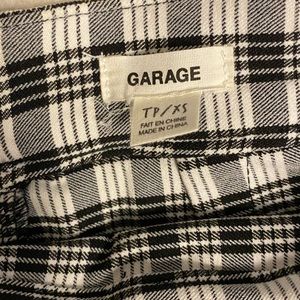 GARAGE
TP/XS
FAIT EN CHINE
MADE IN CHINA